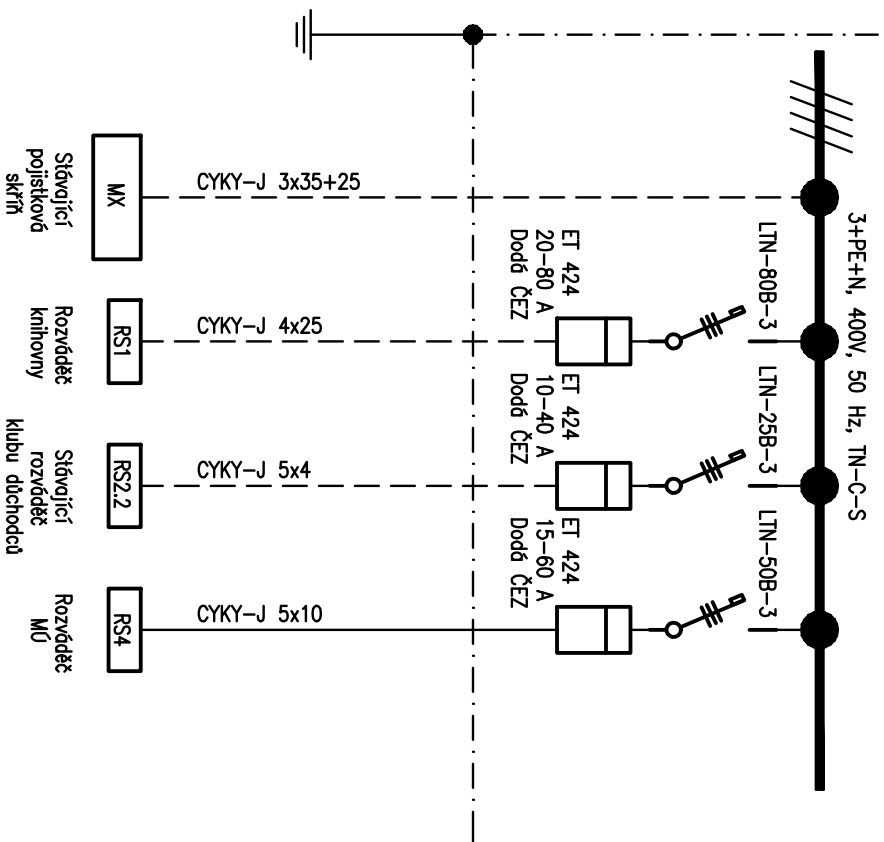 3+PE+N, 400V, 50 Hz, TN-C-S
CYKY-J 3x35+25
MX
Stávající
pojistková
skříň
LTN-80B-3
ET 424
20-80 A
Dodá ČEZ
CYKY-J 4x25
RS1
Rozváděč
knihovny
LTN-25B-3
ET 424
10-40 A
Dodá ČEZ
CYKY-J 5x4
RS2.2
Stávající
rozváděč
klubu důchodců
LTN-50B-3
ET 424
15-60 A
Dodá ČEZ
CYKY-J 5x10
RS4
Rozváděč
MÚ